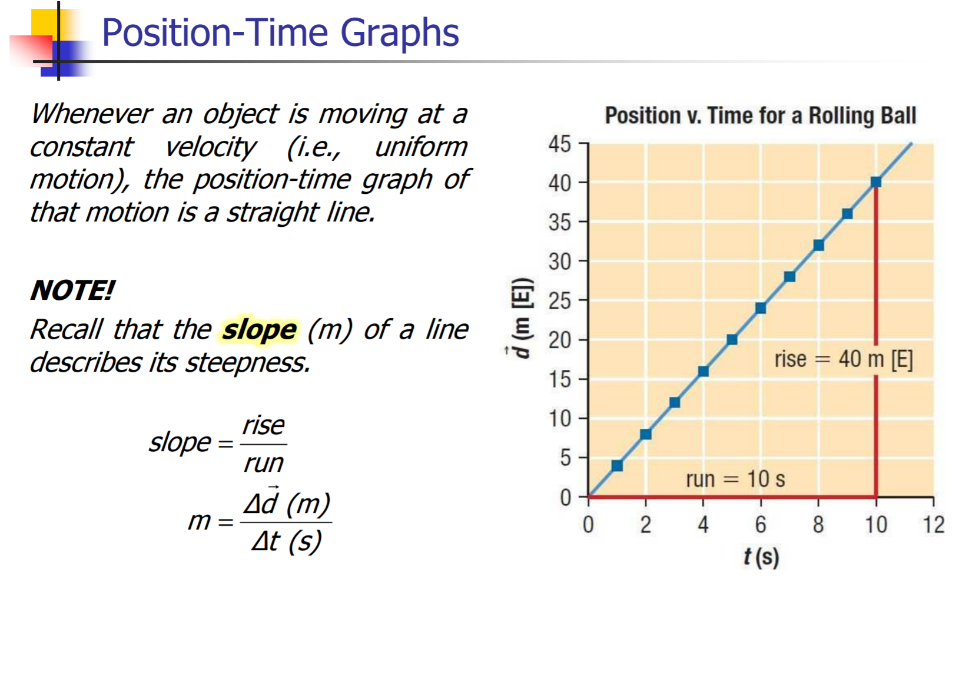 Position-Time Graphs
Whenever an object is moving at a
constant velocity (i.e., uniform
motion), the position-time graph of
that motion is a straight line.
NOTE!
Recall that the slope (m) of a line
describes its steepness.
slope = rise
run
m = Δd⃗ (m)
Δt (s)
Position v. Time for a Rolling Ball
d⃗ (m [E])
45
40
35
30
25
20
15
10
5
0
rise = 40 m [E]
run = 10 s
0 2 4 6 8 10 12
t (s)